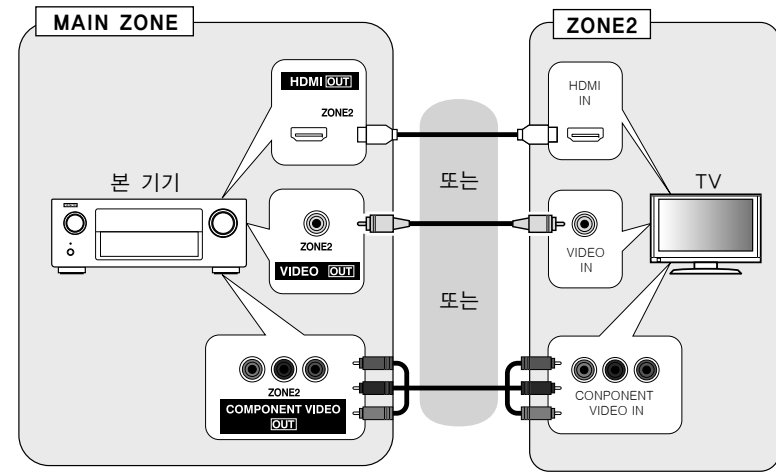 MAIN ZONE
ZONE2
HDMI OUT
ZONE2
HDMI
IN
본 기기
또는
TV
ZONE2
VIDEO OUT
VIDEO
IN
또는
ZONE2
COMPONENT VIDEO
OUT
COMPONENT
VIDEO IN